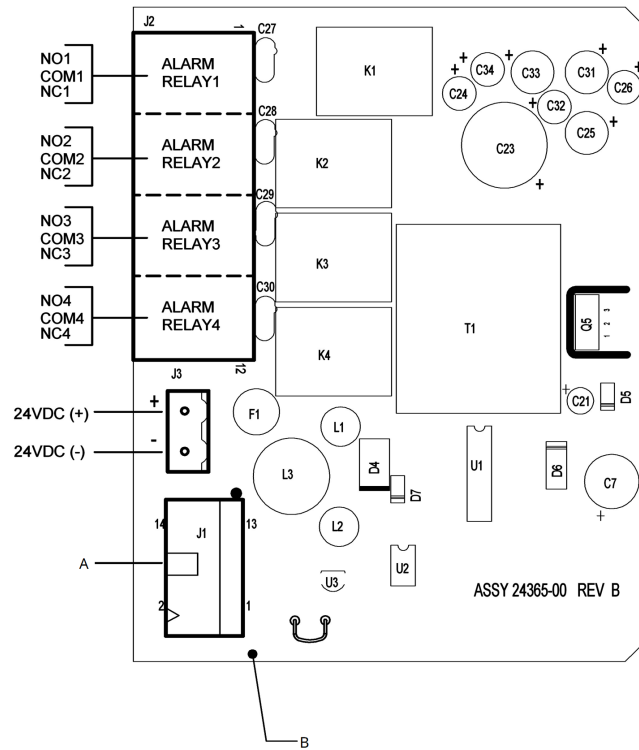 J2
1
C27
NO1
COM1
NC1
ALARM
RELAY1
K1
+
+
C34
C24
+
C33
+
C31
+
C26
C32
+
C25
C23
+
C28
NO2
COM2
NC2
ALARM
RELAY2
K2
C29
NO3
COM3
NC3
ALARM
RELAY3
K3
C30
NO4
COM4
NC4
ALARM
RELAY4
K4
T1
Q5
1 2 3
12
J3
+
24VDC (+)
-
24VDC (-)
F1
L1
+
C21
D5
L3
D4
D7
U1
D6
C7
+
14
13
J1
A
2
1
L2
U3
U2
ASSY 24365-00 REV B
B